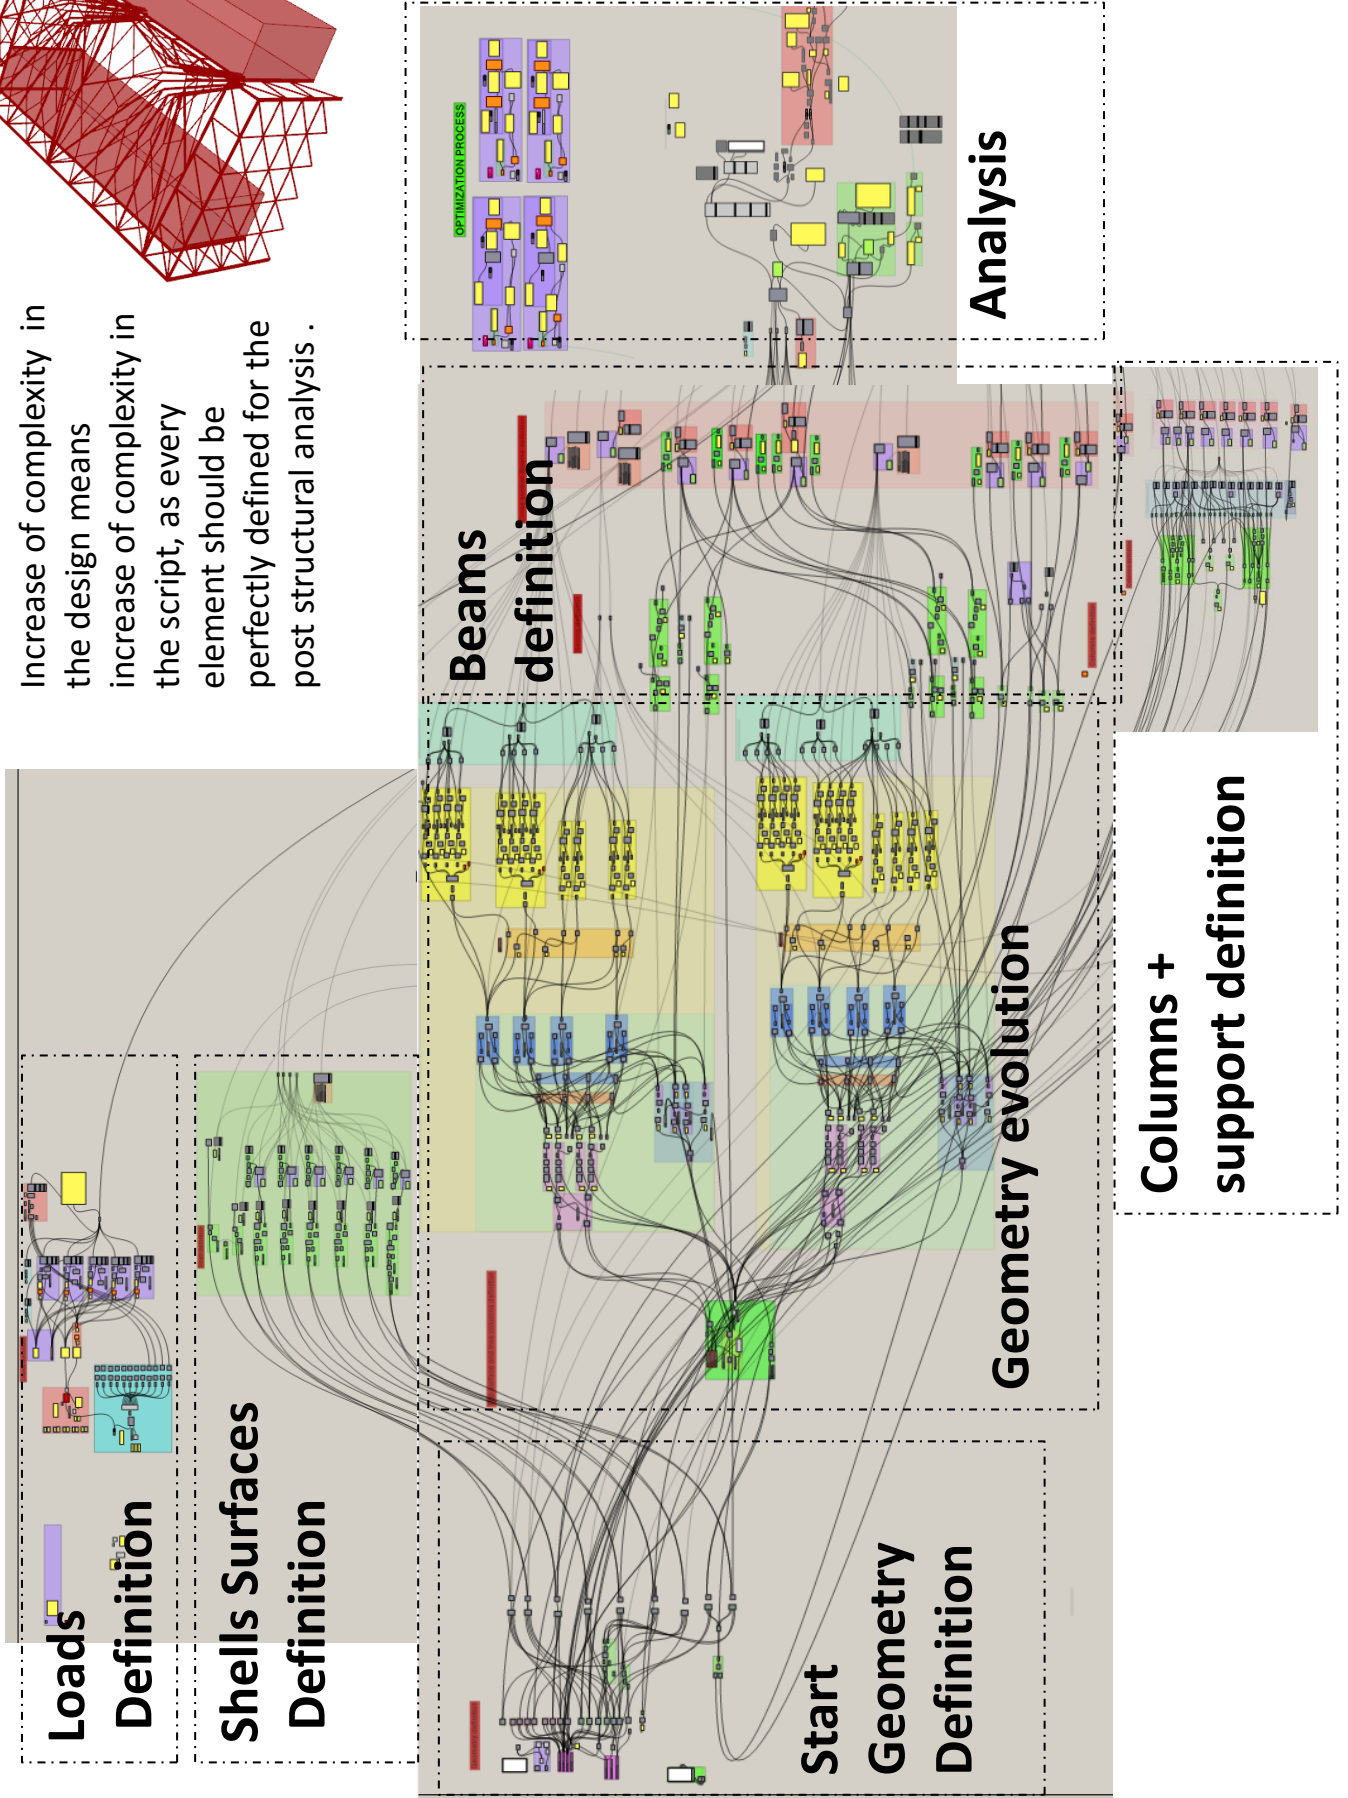 Increase of complexity in
the design means
increase of complexity in
the script, as every
element should be
perfectly defined for the
post structural analysis .
Loads
Definition
Shells Surfaces
Definition
Start
Geometry
Definition
Geometry evolution
Beams
definition
Columns +
support definition
OPTIMIZATION PROCESS
Analysis